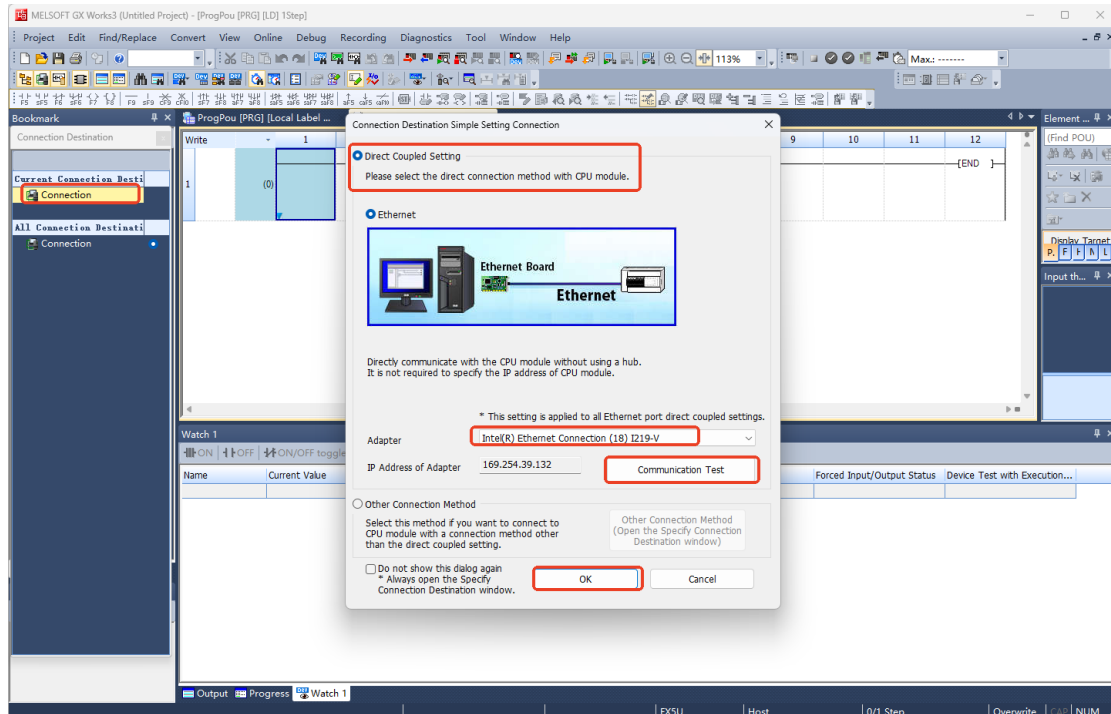 MELSOFT GX Works3 (Untitled Project) - [ProgPou [PRG] [LD] 1Step]
Project Edit Find/Replace Convert View Online Debug Recording Diagnostics Tool Window Help
113%
Max.: -------
Bookmark
Connection Destination
Current Connection Desti
Connection
All Connection Destinati
Connection
ProgPou [PRG] [Local Label ...
Write 1 9 10 11 12
1 (0) [END ]
Connection Destination Simple Setting Connection
Direct Coupled Setting
Please select the direct connection method with CPU module.
Ethernet
Ethernet Board
Ethernet
Directly communicate with the CPU module without using a hub.
It is not required to specify the IP address of CPU module.
* This setting is applied to all Ethernet port direct coupled settings.
Adapter Intel(R) Ethernet Connection (18) I219-V
IP Address of Adapter 169.254.39.132 Communication Test
Other Connection Method
Select this method if you want to connect to
CPU module with a connection method other
than the direct coupled setting.
Other Connection Method
(Open the Specify Connection
Destination window)
Do not show this dialog again
* Always open the Specify
Connection Destination window.
OK Cancel
Element ...
(Find POU)
Display Target
P. F F N L
Input th...
Watch 1
ON OFF ON/OFF toggle
Name Current Value Forced Input/Output Status Device Test with Execution...
Output Progress Watch 1
FX5U Host 0/1 Step Overwrite CAP NUM